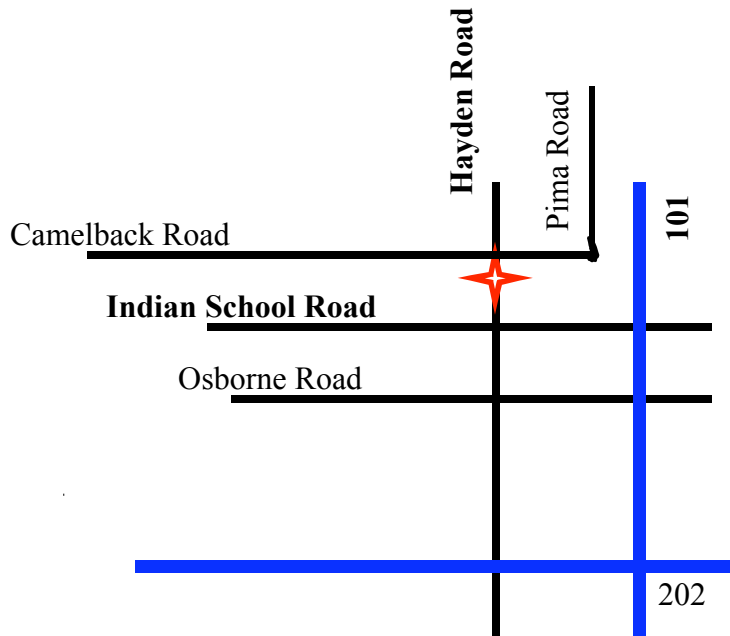 Hayden Road
Pima Road
101
Camelback Road
Indian School Road
Osborne Road
202